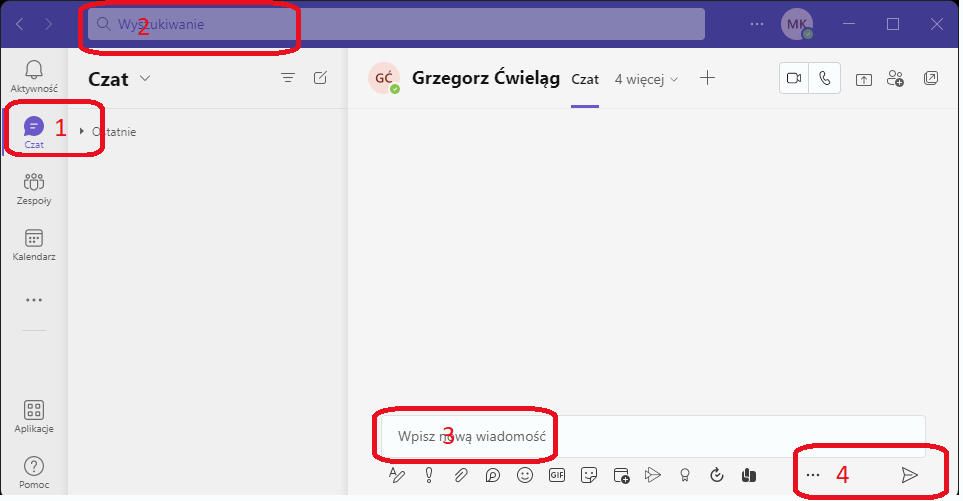 Wyszukiwanie
2
MK
Aktywność
Czat
GĆ
Grzegorz Ćwieląg
Czat
4 więcej
1
Czat
Ostatnie
Zespoły
Kalendarz
Aplikacje
Wpisz nową wiadomość
3
GIF
4
Pomoc